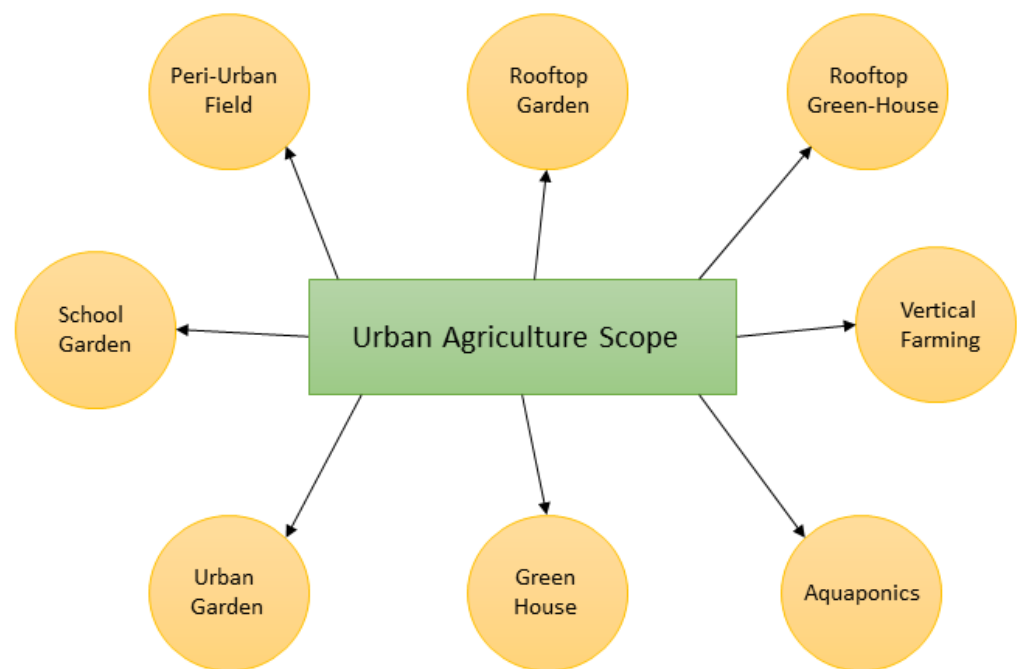 Peri-Urban
Field
Rooftop
Garden
Rooftop
Green-House
School
Garden
Urban Agriculture Scope
Vertical
Farming
Urban
Garden
Green
House
Aquaponics